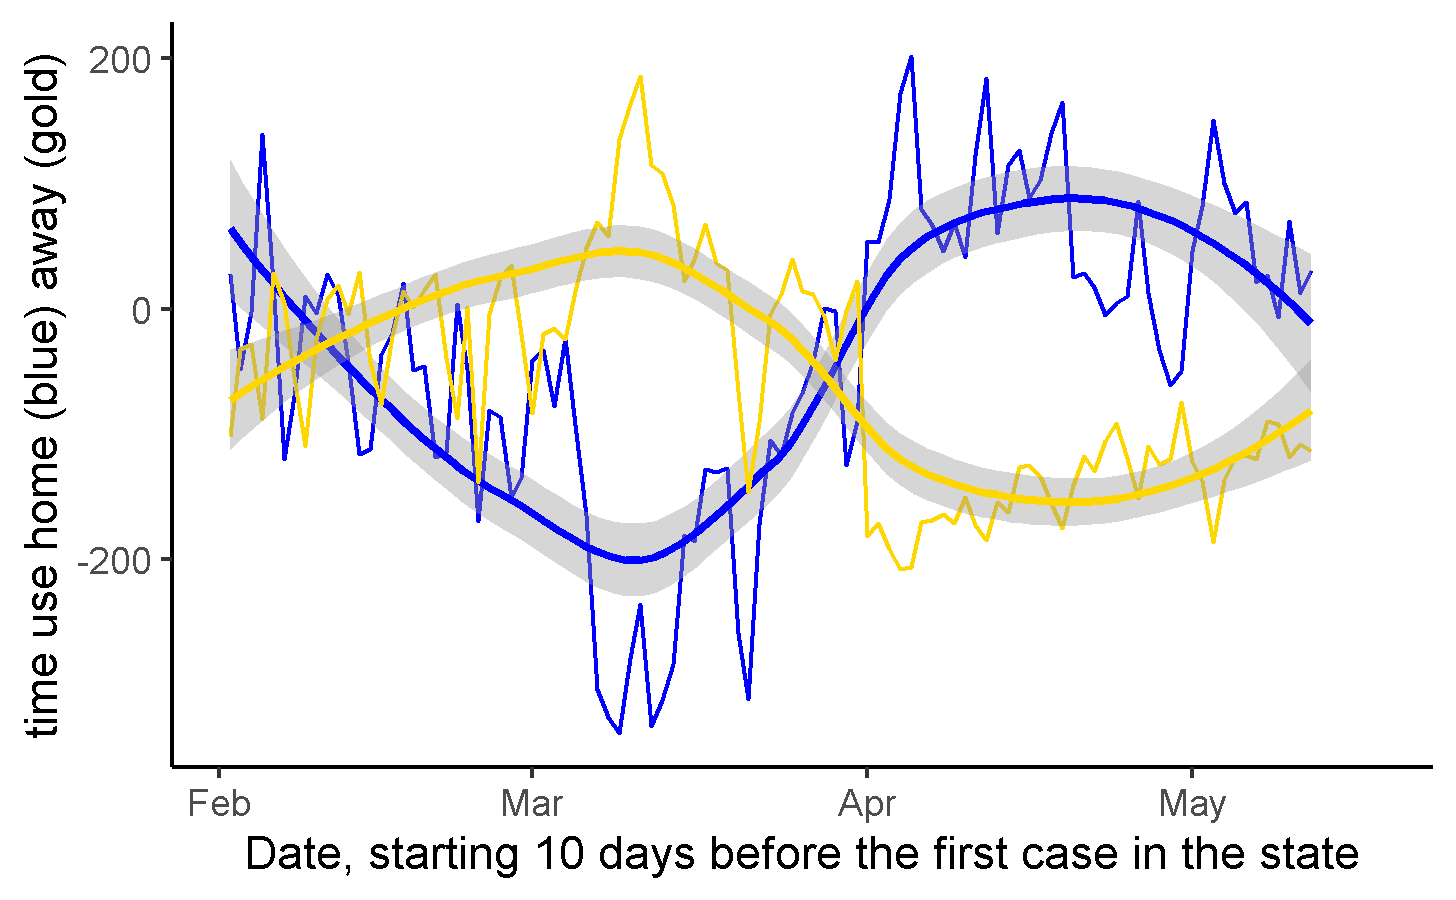 time use home (blue) away (gold)
200
0
-200
Feb
Mar
Apr
May
Date, starting 10 days before the first case in the state